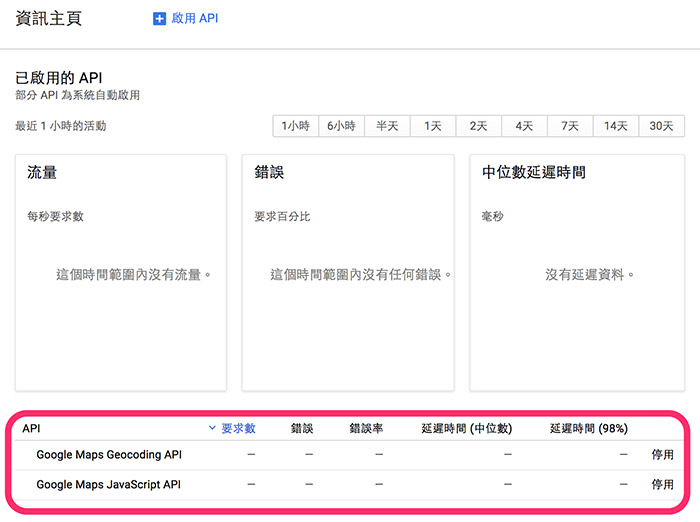 資訊主頁 啟用 API
已啟用的 API
部分 API 為系統自動啟用
最近 1 小時的活動 1小時 6小時 半天 1天 2天 4天 7天 14天 30天
流量 錯誤 中位數延遲時間
每秒要求數 要求百分比 毫秒
這個時間範圍內沒有流量。 這個時間範圍內沒有任何錯誤。 沒有延遲資料。
API 要求數 錯誤 錯誤率 延遲時間 (中位數) 延遲時間 (98%)
Google Maps Geocoding API — — — — — 停用
Google Maps JavaScript API — — — — — 停用